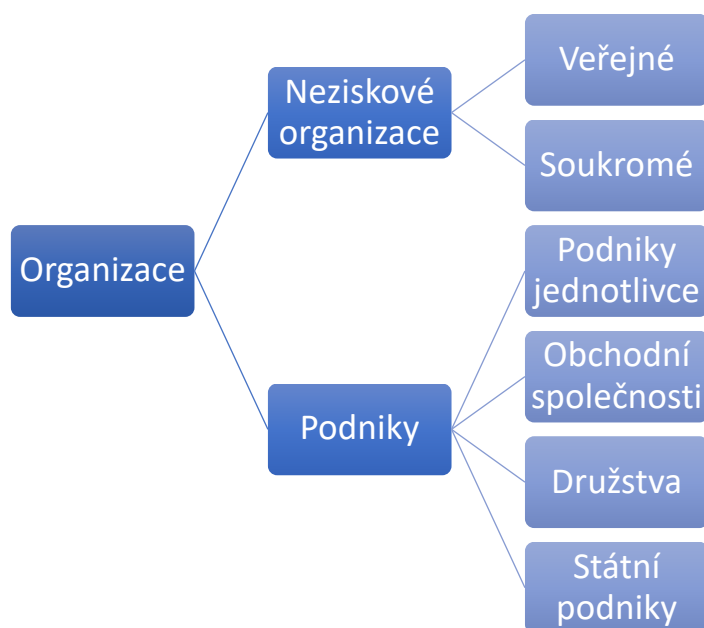 Organizace
Neziskové
organizace
Veřejné
Soukromé
Podniky
Podniky
jednotlivce
Obchodní
společnosti
Družstva
Státní
podniky